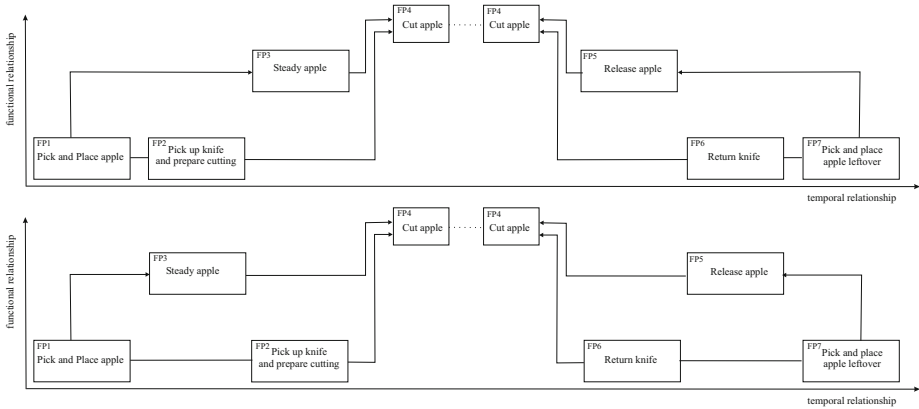 functional relationship
FP4
Cut apple
FP4
Cut apple
FP3
Steady apple
FP5
Release apple
FP1
Pick and Place apple
FP2
Pick up knife
and prepare cutting
FP6
Return knife
FP7
Pick and place
apple leftover
temporal relationship
functional relationship
FP4
Cut apple
FP4
Cut apple
FP3
Steady apple
FP5
Release apple
FP1
Pick and Place apple
FP2
Pick up knife
and prepare cutting
FP6
Return knife
FP7
Pick and place
apple leftover
temporal relationship